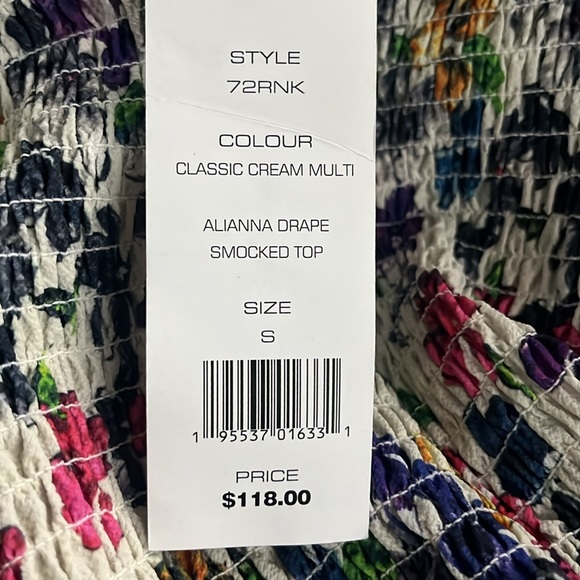 STYLE
72RNK
COLOUR
CLASSIC CREAM MULTI
ALIANNA DRAPE
SMOCKED TOP
SIZE
S
1 95537 01633 1
PRICE
$118.00